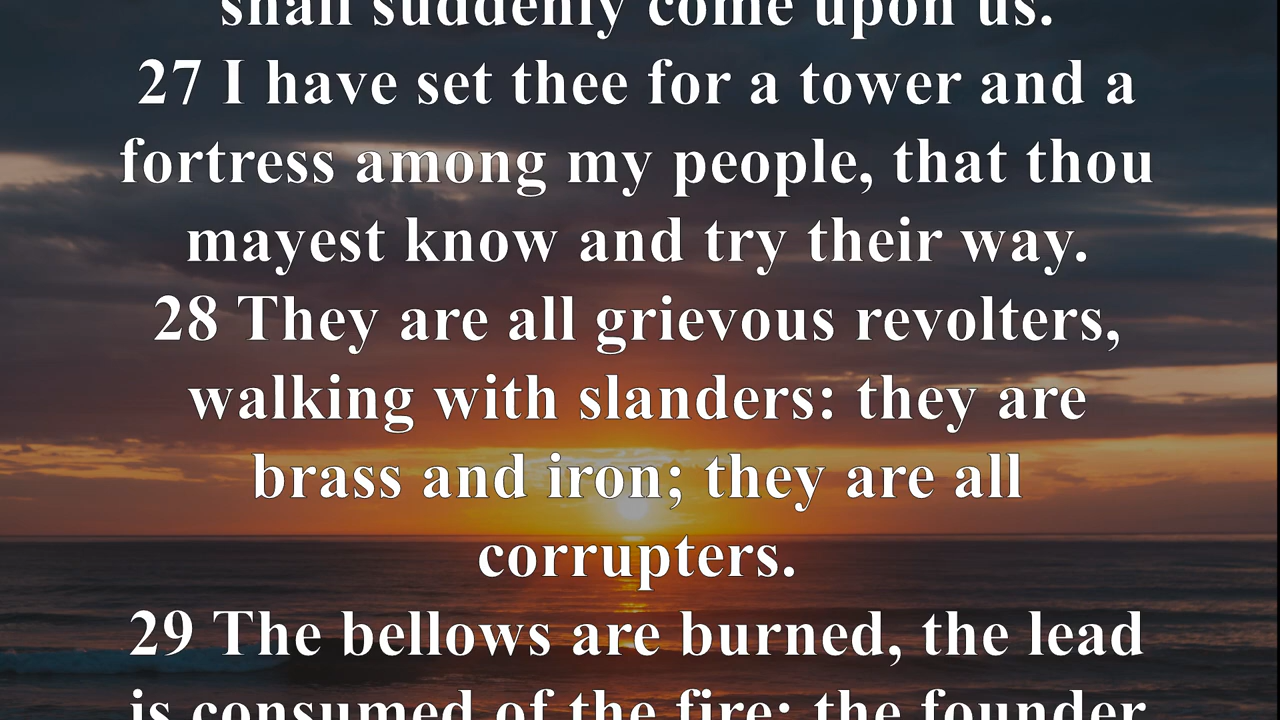 shall suddenly come upon us.
27 I have set thee for a tower and a
fortress among my people, that thou
mayest know and try their way.
28 They are all grievous revolters,
walking with slanders: they are
brass and iron; they are all
corrupters.
29 The bellows are burned, the lead
is consumed of the fire; the founder